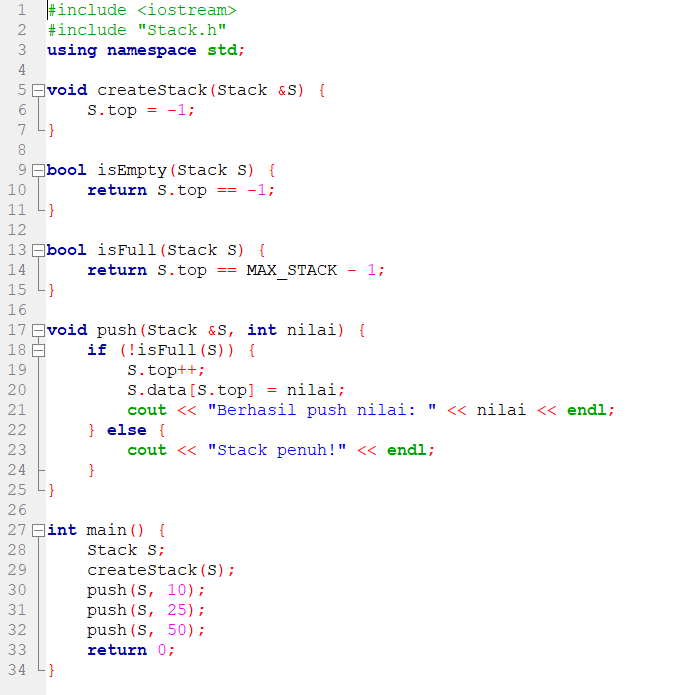 1 #include <iostream>
2 #include "Stack.h"
3 using namespace std;
4
5 void createStack(Stack &S) {
6     S.top = -1;
7 }
8
9 bool isEmpty(Stack S) {
10     return S.top == -1;
11 }
12
13 bool isFull(Stack S) {
14     return S.top == MAX_STACK - 1;
15 }
16
17 void push(Stack &S, int nilai) {
18     if (!isFull(S)) {
19         S.top++;
20         S.data[S.top] = nilai;
21         cout << "Berhasil push nilai: " << nilai << endl;
22     } else {
23         cout << "Stack penuh!" << endl;
24     }
25 }
26
27 int main() {
28     Stack S;
29     createStack(S);
30     push(S, 10);
31     push(S, 25);
32     push(S, 50);
33     return 0;
34 }